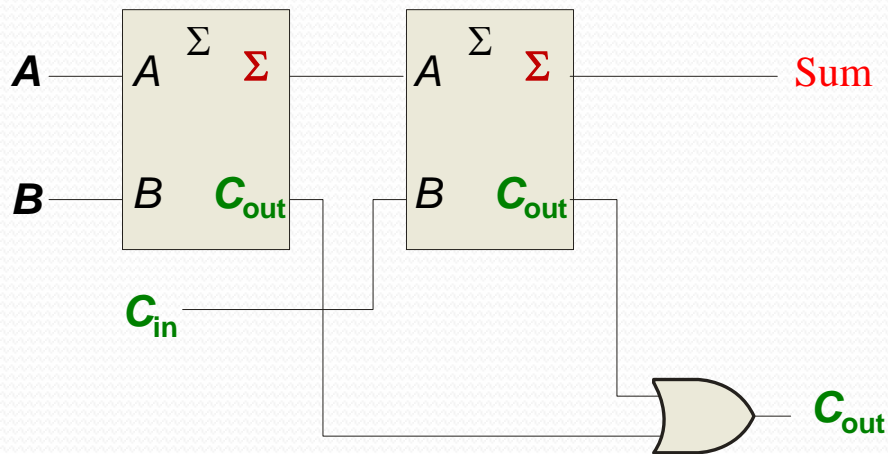 Σ Σ
A A Σ A Σ Sum
B B Cout B Cout
Cin
Cout